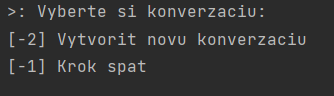 >: Vyberte si konverzaciu:
[-2] Vytvorit novu konverzaciu
[-1] Krok spat